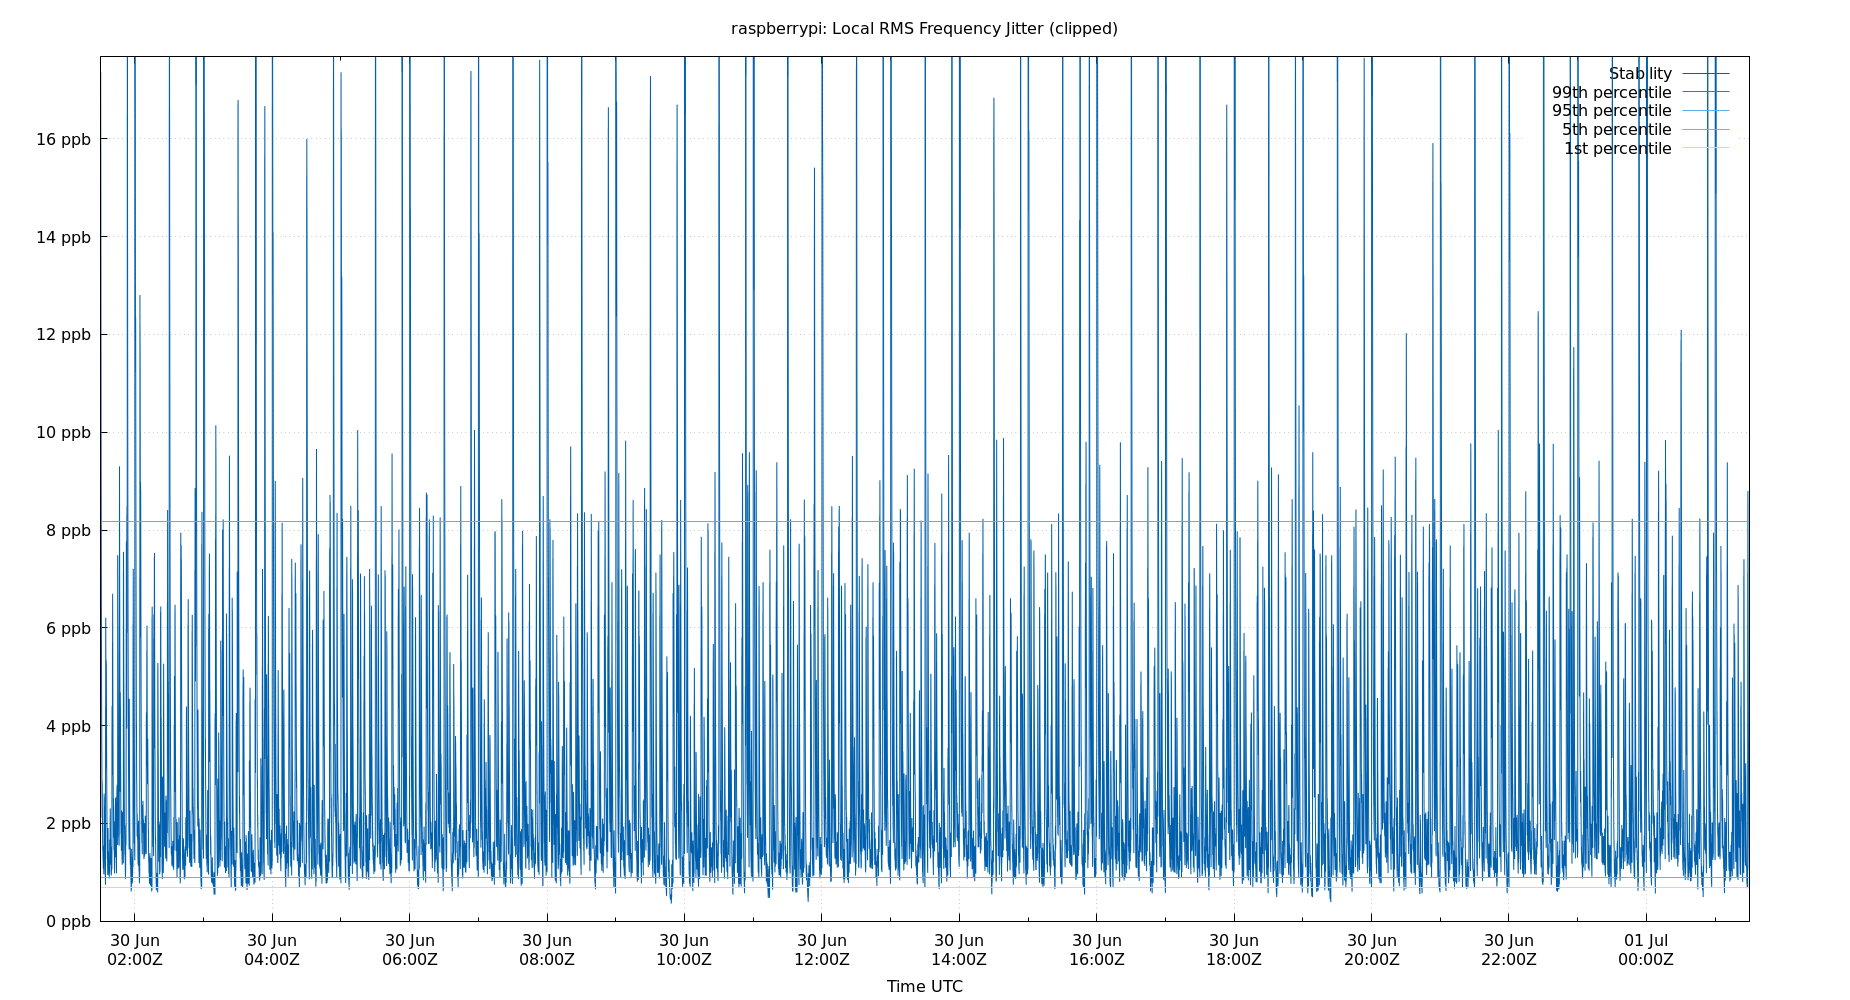 raspberrypi: Local RMS Frequency Jitter (clipped)
Stability
99th percentile
95th percentile
5th percentile
1st percentile
16 ppb
14 ppb
12 ppb
10 ppb
8 ppb
6 ppb
4 ppb
2 ppb
0 ppb
30 Jun 30 Jun 30 Jun 30 Jun 30 Jun 30 Jun 30 Jun 30 Jun 30 Jun 30 Jun 30 Jun 01 Jul
02:00Z 04:00Z 06:00Z 08:00Z 10:00Z 12:00Z 14:00Z 16:00Z 18:00Z 20:00Z 22:00Z 00:00Z
Time UTC